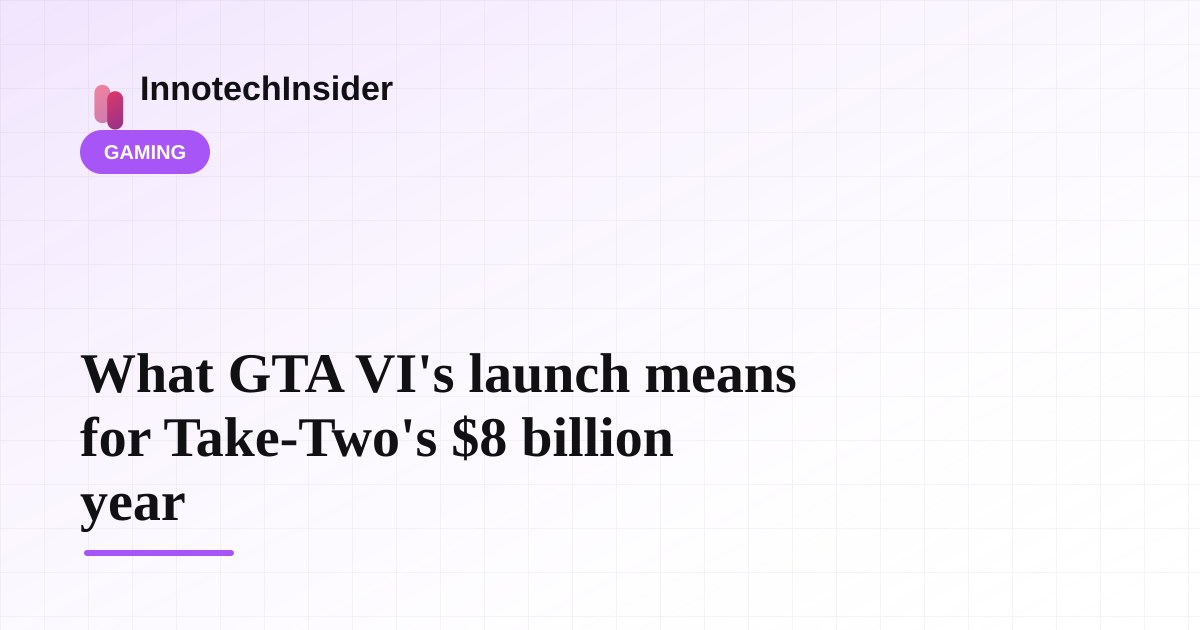 InnotechInsider
GAMING
What GTA VI's launch means
for Take-Two's $8 billion
year